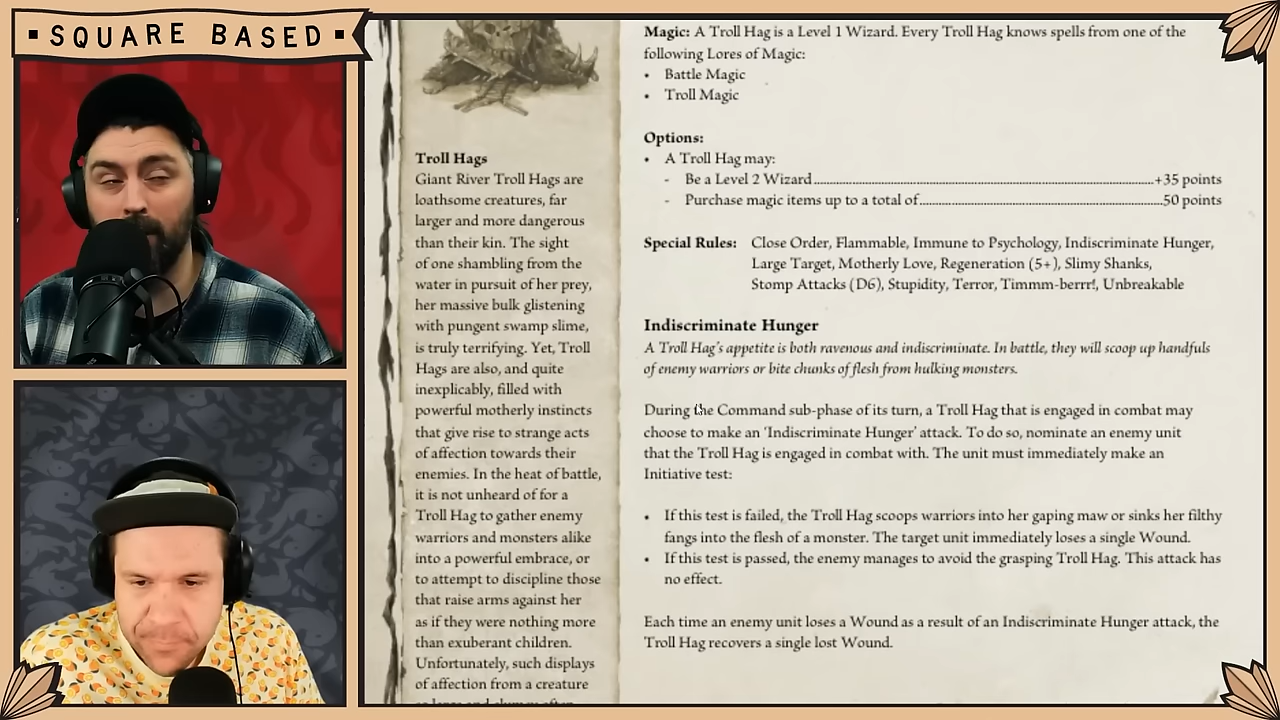 SQUARE BASED
Troll Hags
Giant River Troll Hags are
loathsome creatures, far
larger and more dangerous
than their kin. The sight
of one shambling from the
water in pursuit of her prey,
her massive bulk glistening
with pungent swamp slime,
is truly terrifying. Yet, Troll
Hags are also, and quite
inexplicably, filled with
powerful motherly instincts
that give rise to strange acts
of affection towards their
enemies. In the heat of battle,
it is not unheard of for a
Troll Hag to gather enemy
warriors and monsters alike
into a powerful embrace, or
to attempt to discipline those
that raise arms against her
as if they were nothing more
than exuberant children.
Unfortunately, such displays
of affection from a creature
Magic: A Troll Hag is a Level 1 Wizard. Every Troll Hag knows spells from one of the
following Lores of Magic:
• Battle Magic
• Troll Magic
Options:
• A Troll Hag may:
- Be a Level 2 Wizard +35 points
- Purchase magic items up to a total of 50 points
Special Rules: Close Order, Flammable, Immune to Psychology, Indiscriminate Hunger,
Large Target, Motherly Love, Regeneration (5+), Slimy Shanks,
Stomp Attacks (D6), Stupidity, Terror, Timmm-berrr!, Unbreakable
Indiscriminate Hunger
A Troll Hag's appetite is both ravenous and indiscriminate. In battle, they will scoop up handfuls
of enemy warriors or bite chunks of flesh from hulking monsters.
During the Command sub-phase of its turn, a Troll Hag that is engaged in combat may
choose to make an 'Indiscriminate Hunger' attack. To do so, nominate an enemy unit
that the Troll Hag is engaged in combat with. The unit must immediately make an
Initiative test:
• If this test is failed, the Troll Hag scoops warriors into her gaping maw or sinks her filthy
fangs into the flesh of a monster. The target unit immediately loses a single Wound.
• If this test is passed, the enemy manages to avoid the grasping Troll Hag. This attack has
no effect.
Each time an enemy unit loses a Wound as a result of an Indiscriminate Hunger attack, the
Troll Hag recovers a single lost Wound.